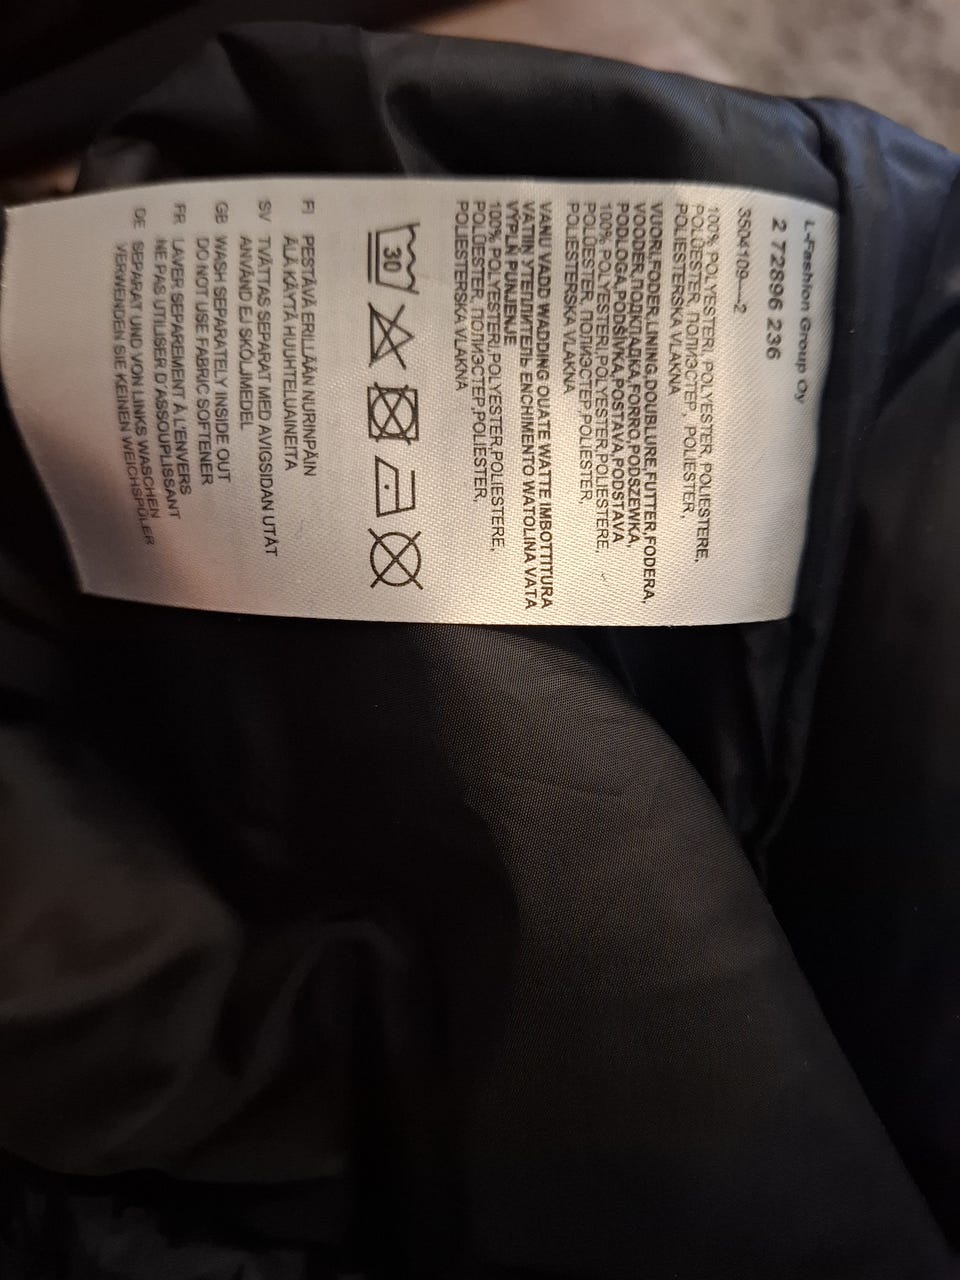 L-Fashion Group Oy
2 72896 236
3504109—2
100% POLYESTERI, POLYESTER, POLIESTERE,
POLÜESTER, ПОЛИЭСТЕР, POLIESTER,
POLIESTERSKA VLAKNA
VUORI,FODER,LINING,DOUBLURE,FUTTER,FODERA,
VOODER,ПОДКЛАДКА,FORRO,PODSZEWKA,
PODLOGA,PODŠÍVKA,POSTAVA,PODSTAVA
100% POLYESTERI,POLYESTER,POLIESTERE,
POLÜESTER, ПОЛИЭСТЕР,POLIESTER,
POLIESTERSKA VLAKNA
VANU VADD WADDING OUATE WATTE IMBOTTITURA
VATIIN УТЕПЛИТЕЛЬ ENCHIMENTO WATOLINA VATA
VÝPLŇ PUNJENJE
100% POLYESTERI,POLYESTER,POLIESTERE,
POLÜESTER, ПОЛИЭСТЕР,POLIESTER,
POLIESTERSKA VLAKNA
30
FI PESTÄVÄ ERILLÄÄN NURINPÄIN
ÄLÄ KÄYTÄ HUUHTELUAINEITA
SV TVÄTTAS SEPARAT MED AVIGSIDAN UTÅT
ANVÄND EJ SKÖLJMEDEL
GB WASH SEPARATELY INSIDE OUT
DO NOT USE FABRIC SOFTENER
FR LAVER SEPAREMENT À L'ENVERS
NE PAS UTILISER D'ASSOUPLISSANT
DE SEPARAT UND VON LINKS WASCHEN
VERWENDEN SIE KEINEN WEICHSPÜLER